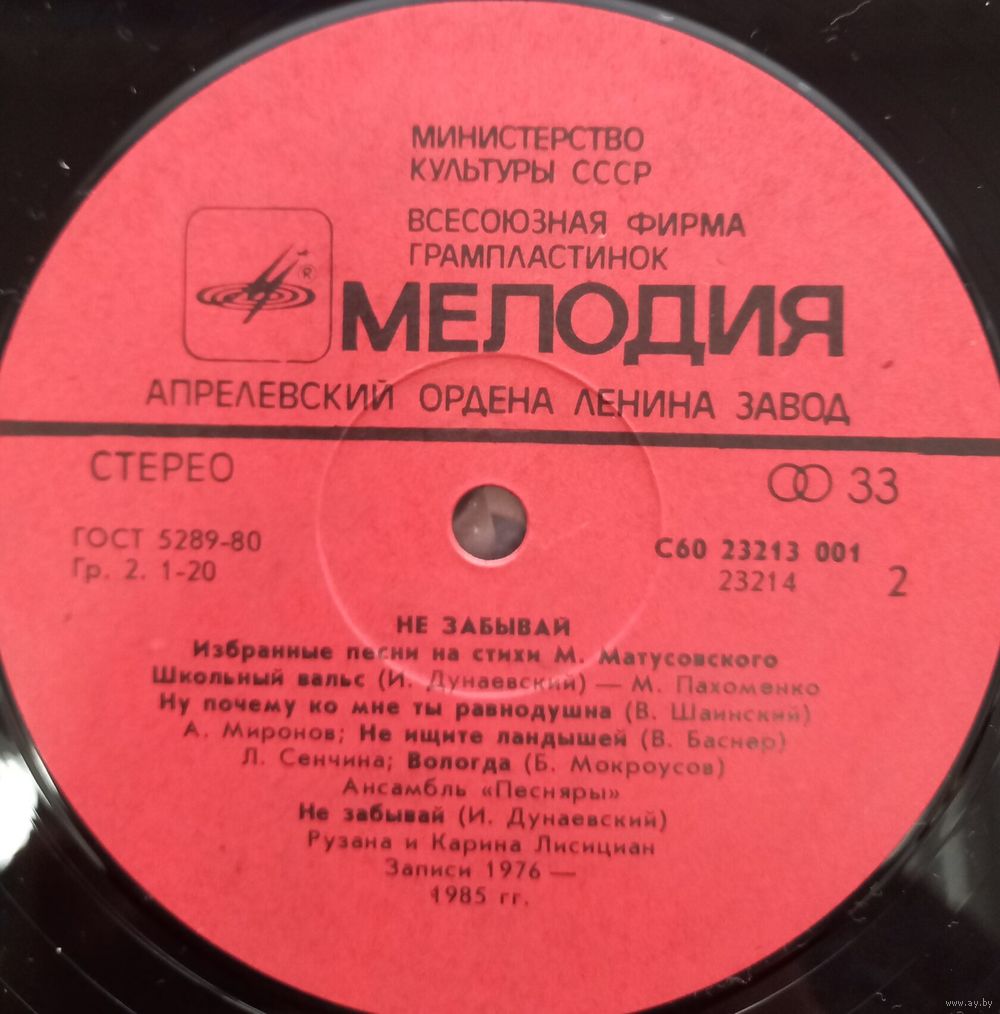 МИНИСТЕРСТВО
КУЛЬТУРЫ СССР
ВСЕСОЮЗНАЯ ФИРМА
ГРАМПЛАСТИНОК
®
МЕЛОДИЯ
АПРЕЛЕВСКИЙ ОРДЕНА ЛЕНИНА ЗАВОД
СТЕРЕО
33
ГОСТ 5289-80
Гр. 2. 1-20
С60 23213 001
23214
2
НЕ ЗАБЫВАЙ
Избранные песни на стихи М. Матусовского
Школьный вальс (И. Дунаевский) — М. Пахоменко
Ну почему ко мне ты равнодушна (В. Шаинский)
А. Миронов; Не ищите ландышей (В. Баснер)
Л. Сенчина; Вологда (Б. Мокроусов)
Ансамбль «Песняры»
Не забывай (И. Дунаевский)
Рузана и Карина Лисициан
Записи 1976 —
1985 гг.
www.ay.by